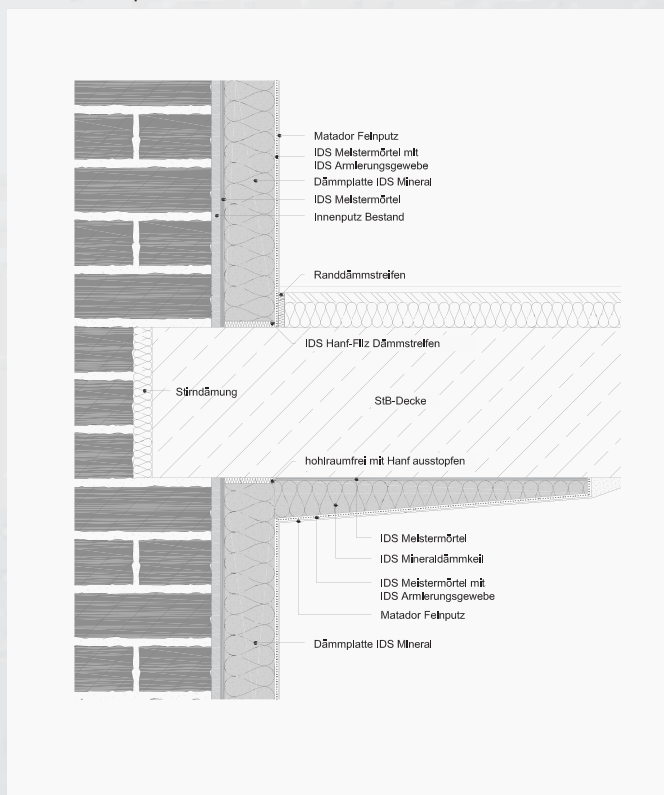 Matador Feinputz
IDS Meistermörtel mit
IDS Armierungsgewebe
Dämmplatte IDS Mineral
IDS Meistermörtel
Innenputz Bestand
Randdämmstreifen
IDS Hanf-Filz Dämmstreifen
Stirndämung
StB-Decke
hohlraumfrei mit Hanf ausstopfen
IDS Meistermörtel
IDS Mineraldämmkeil
IDS Meistermörtel mit
IDS Armierungsgewebe
Matador Feinputz
Dämmplatte IDS Mineral